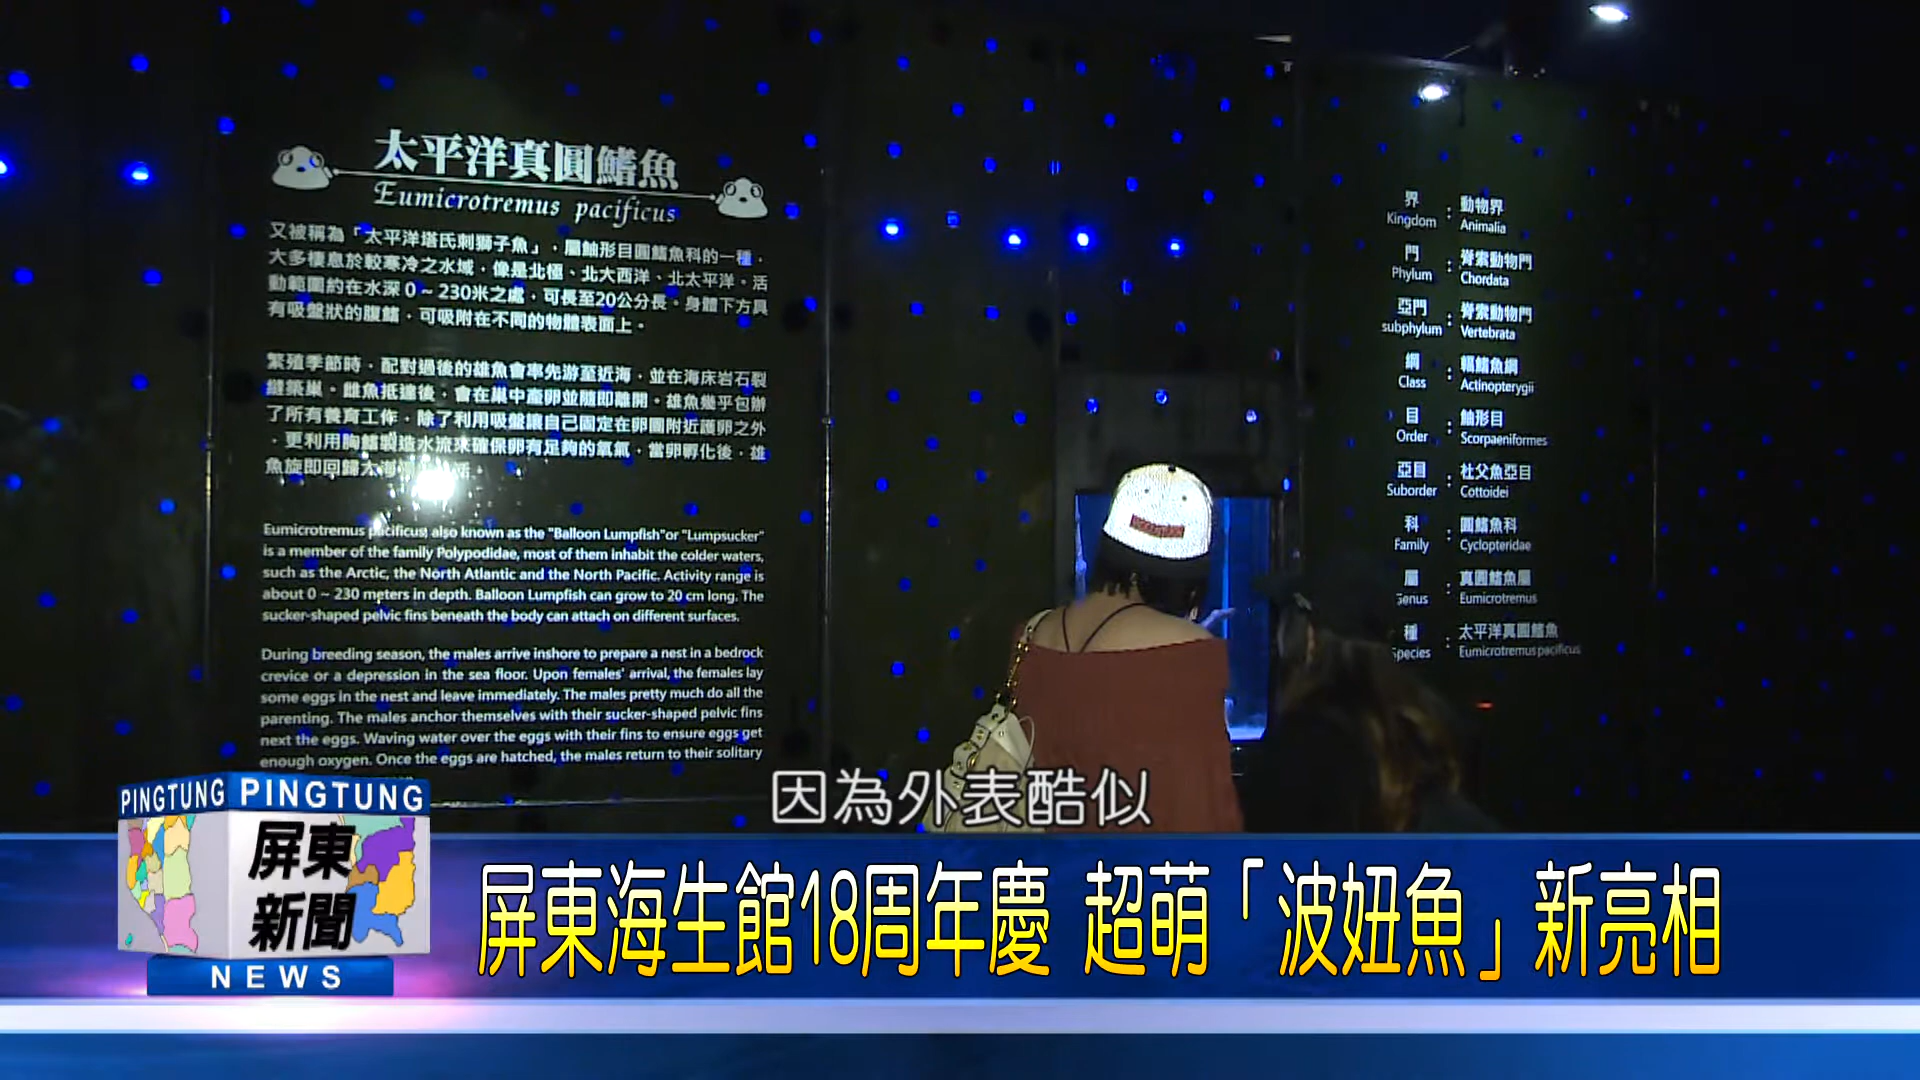 太平洋真圓鰭魚
Eumicrotremus pacificus
又被稱為「太平洋塔氏刺獅子魚」，屬鮋形目圓鰭魚科的一種，
大多棲息於較寒冷之水域，像是北極、北大西洋、北太平洋。活
動範圍約在水深 0 ~ 230米之處，可長至20公分長。身體下方具
有吸盤狀的腹鰭，可吸附在不同的物體表面上。
繁殖季節時，配對過後的雄魚會率先游至近海，並在海床岩石裂
縫築巢。雌魚抵達後，會在巢中產卵並隨即離開。雄魚幾乎包辦
了所有養育工作，除了利用吸盤讓自己固定在卵團附近護卵之外
，更利用胸鰭製造水流來確保卵有足夠的氧氣，當卵孵化後，雄
魚旋即回歸大海
Eumicrotremus pacificus also known as the "Balloon Lumpfish"or "Lumpsucker"
is a member of the family Polypodidae, most of them inhabit the colder waters,
such as the Arctic, the North Atlantic and the North Pacific. Activity range is
about 0 ~ 230 meters in depth. Balloon Lumpfish can grow to 20 cm long. The
sucker-shaped pelvic fins beneath the body can attach on different surfaces.
During breeding season, the males arrive inshore to prepare a nest in a bedrock
crevice or a depression in the sea floor. Upon females' arrival, the females lay
some eggs in the nest and leave immediately. The males pretty much do all the
parenting. The males anchor themselves with their sucker-shaped pelvic fins
next the eggs. Waving water over the eggs with their fins to ensure eggs get
enough oxygen. Once the eggs are hatched, the males return to their solitary
界 : 動物界
Kingdom Animalia
門 : 脊索動物門
Phylum Chordata
亞門 : 脊索動物門
subphylum Vertebrata
綱 : 輻鰭魚綱
Class Actinopterygii
目 : 鮋形目
Order Scorpaeniformes
亞目 : 杜父魚亞目
Suborder Cottoidei
科 : 圓鰭魚科
Family Cyclopteridae
屬 : 真圓鰭魚屬
Genus Eumicrotremus
種 : 太平洋真圓鰭魚
Species Eumicrotremus pacificus
因為外表酷似
PINGTUNG PINGTUNG
屏東
新聞
NEWS
屏東海生館18周年慶 超萌「波妞魚」新亮相